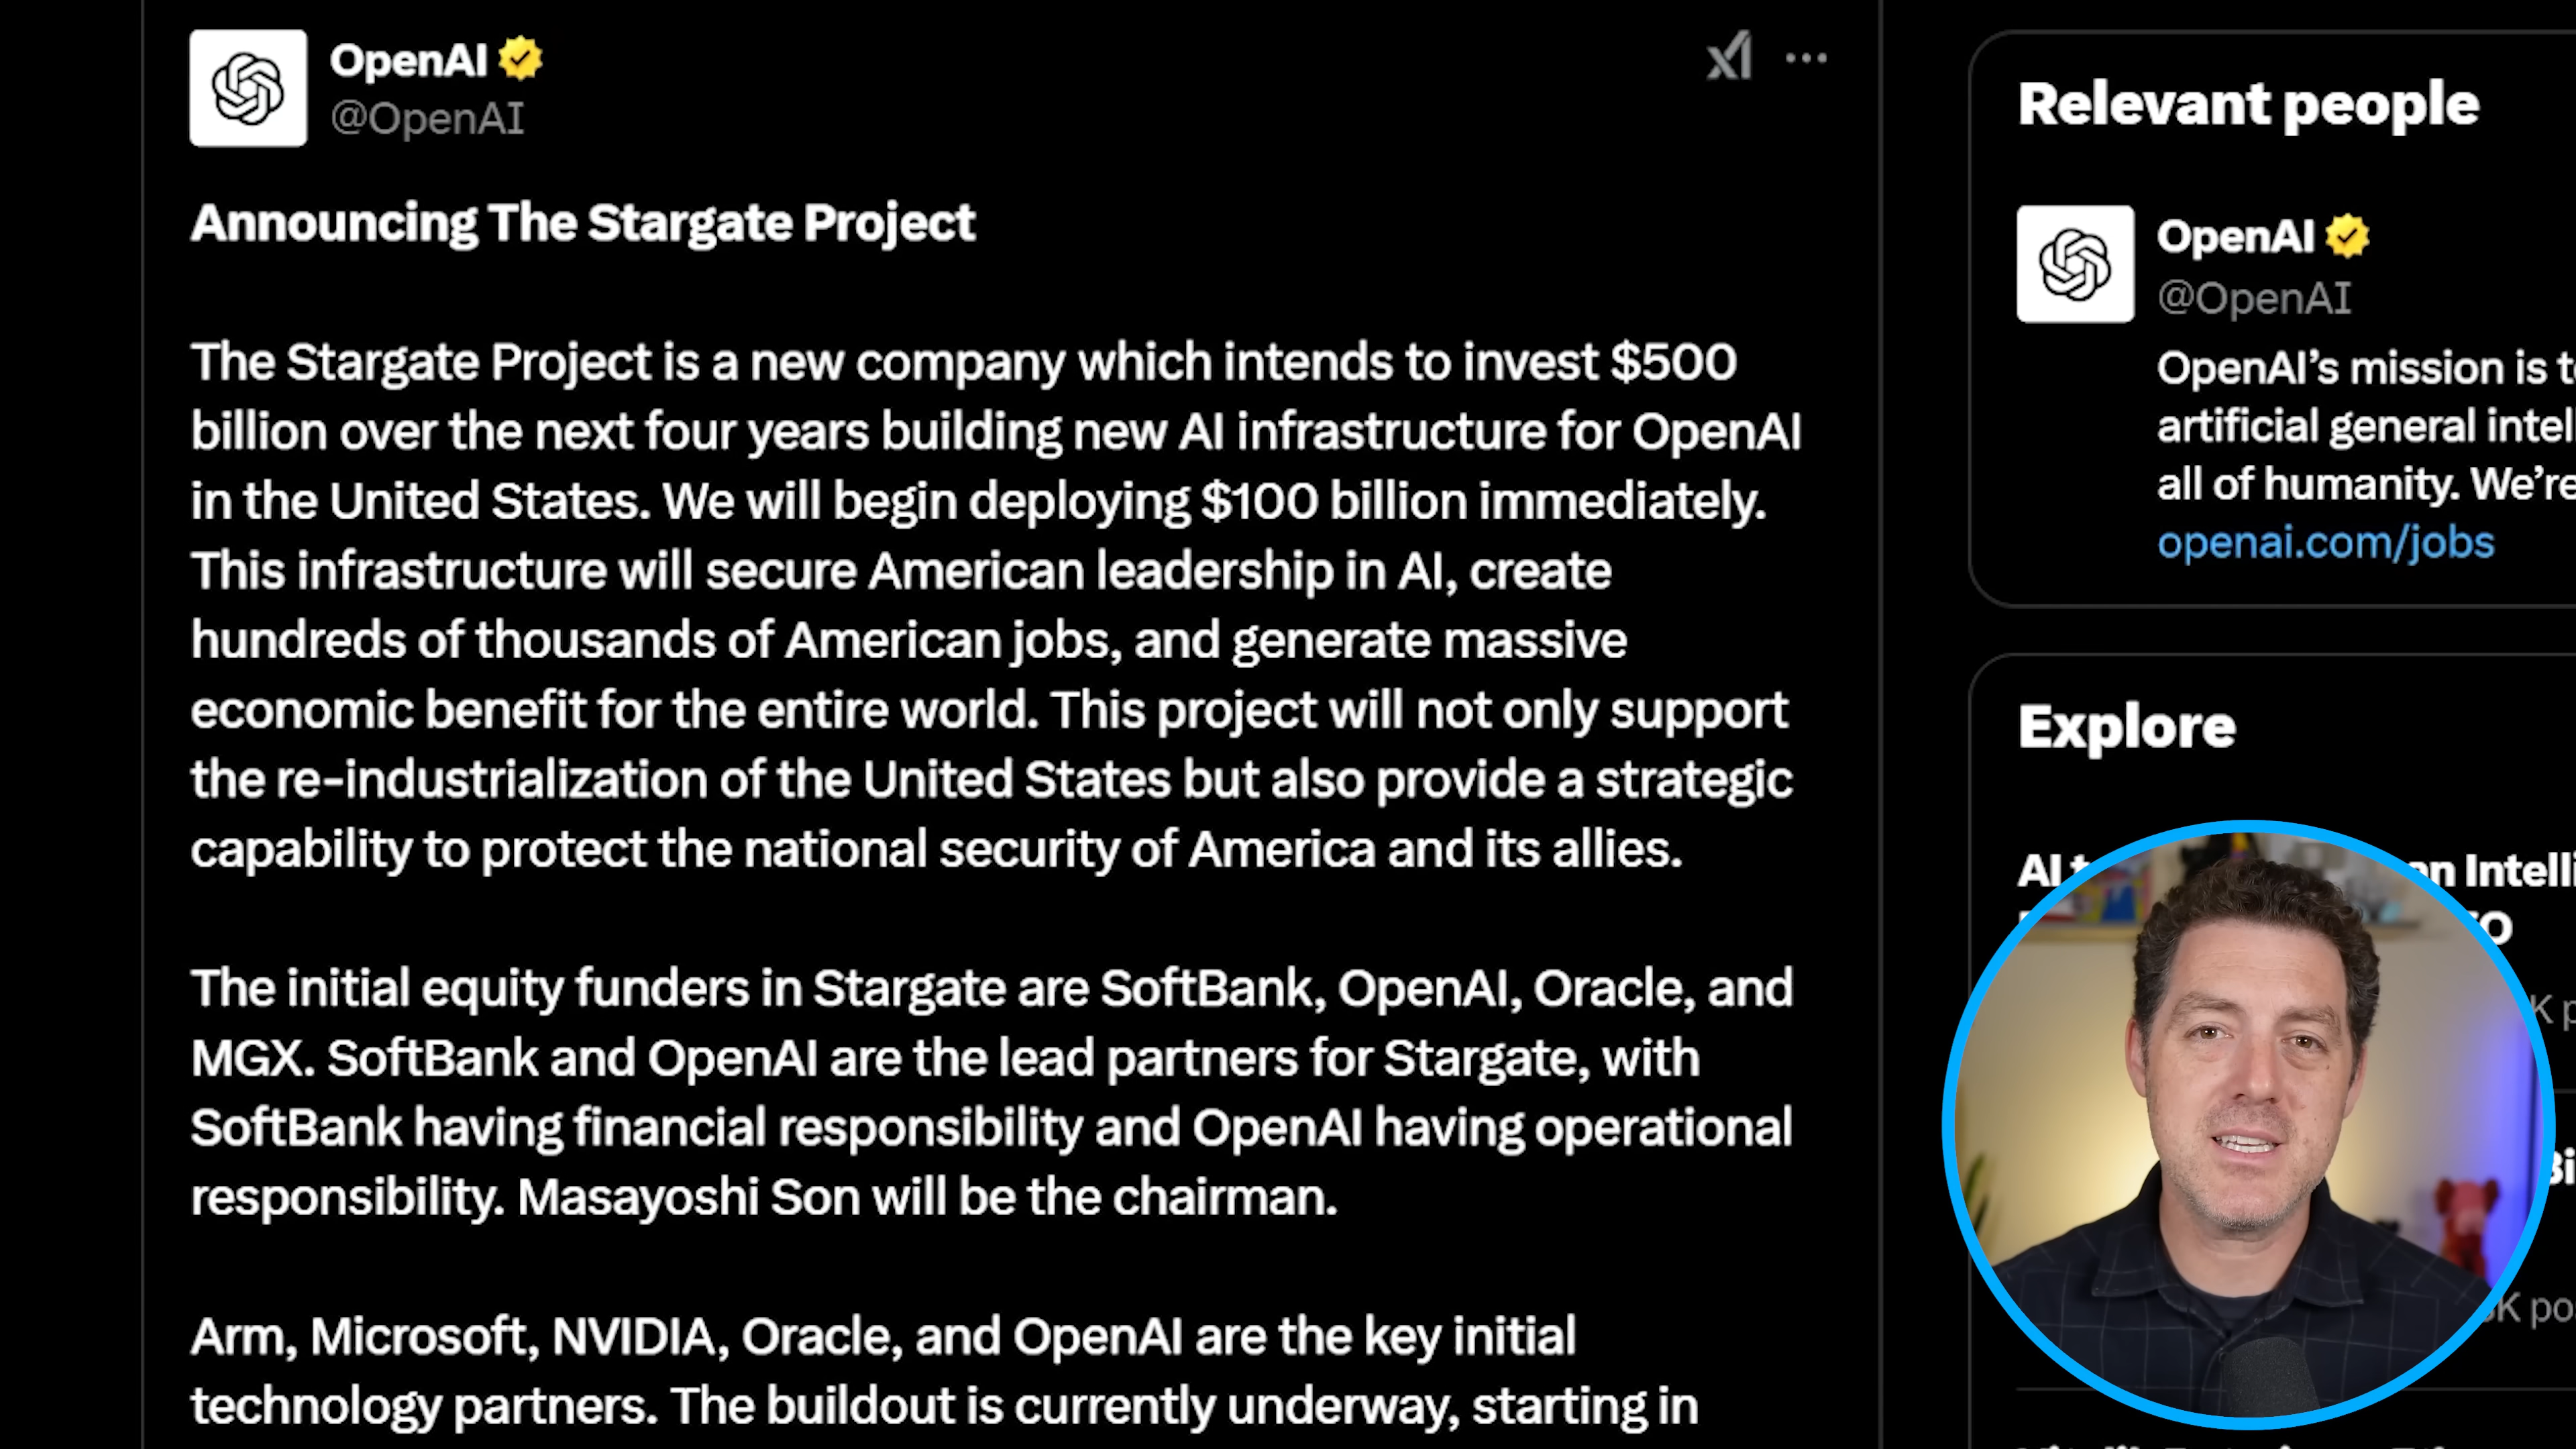 OpenAI
@OpenAI
Announcing The Stargate Project
The Stargate Project is a new company which intends to invest $500
billion over the next four years building new AI infrastructure for OpenAI
in the United States. We will begin deploying $100 billion immediately.
This infrastructure will secure American leadership in AI, create
hundreds of thousands of American jobs, and generate massive
economic benefit for the entire world. This project will not only support
the re-industrialization of the United States but also provide a strategic
capability to protect the national security of America and its allies.
The initial equity funders in Stargate are SoftBank, OpenAI, Oracle, and
MGX. SoftBank and OpenAI are the lead partners for Stargate, with
SoftBank having financial responsibility and OpenAI having operational
responsibility. Masayoshi Son will be the chairman.
Arm, Microsoft, NVIDIA, Oracle, and OpenAI are the key initial
technology partners. The buildout is currently underway, starting in
Relevant people
OpenAI
@OpenAI
OpenAI’s mission is
artificial general
all of humanity. We’re
openai.com/jobs
Explore
AI